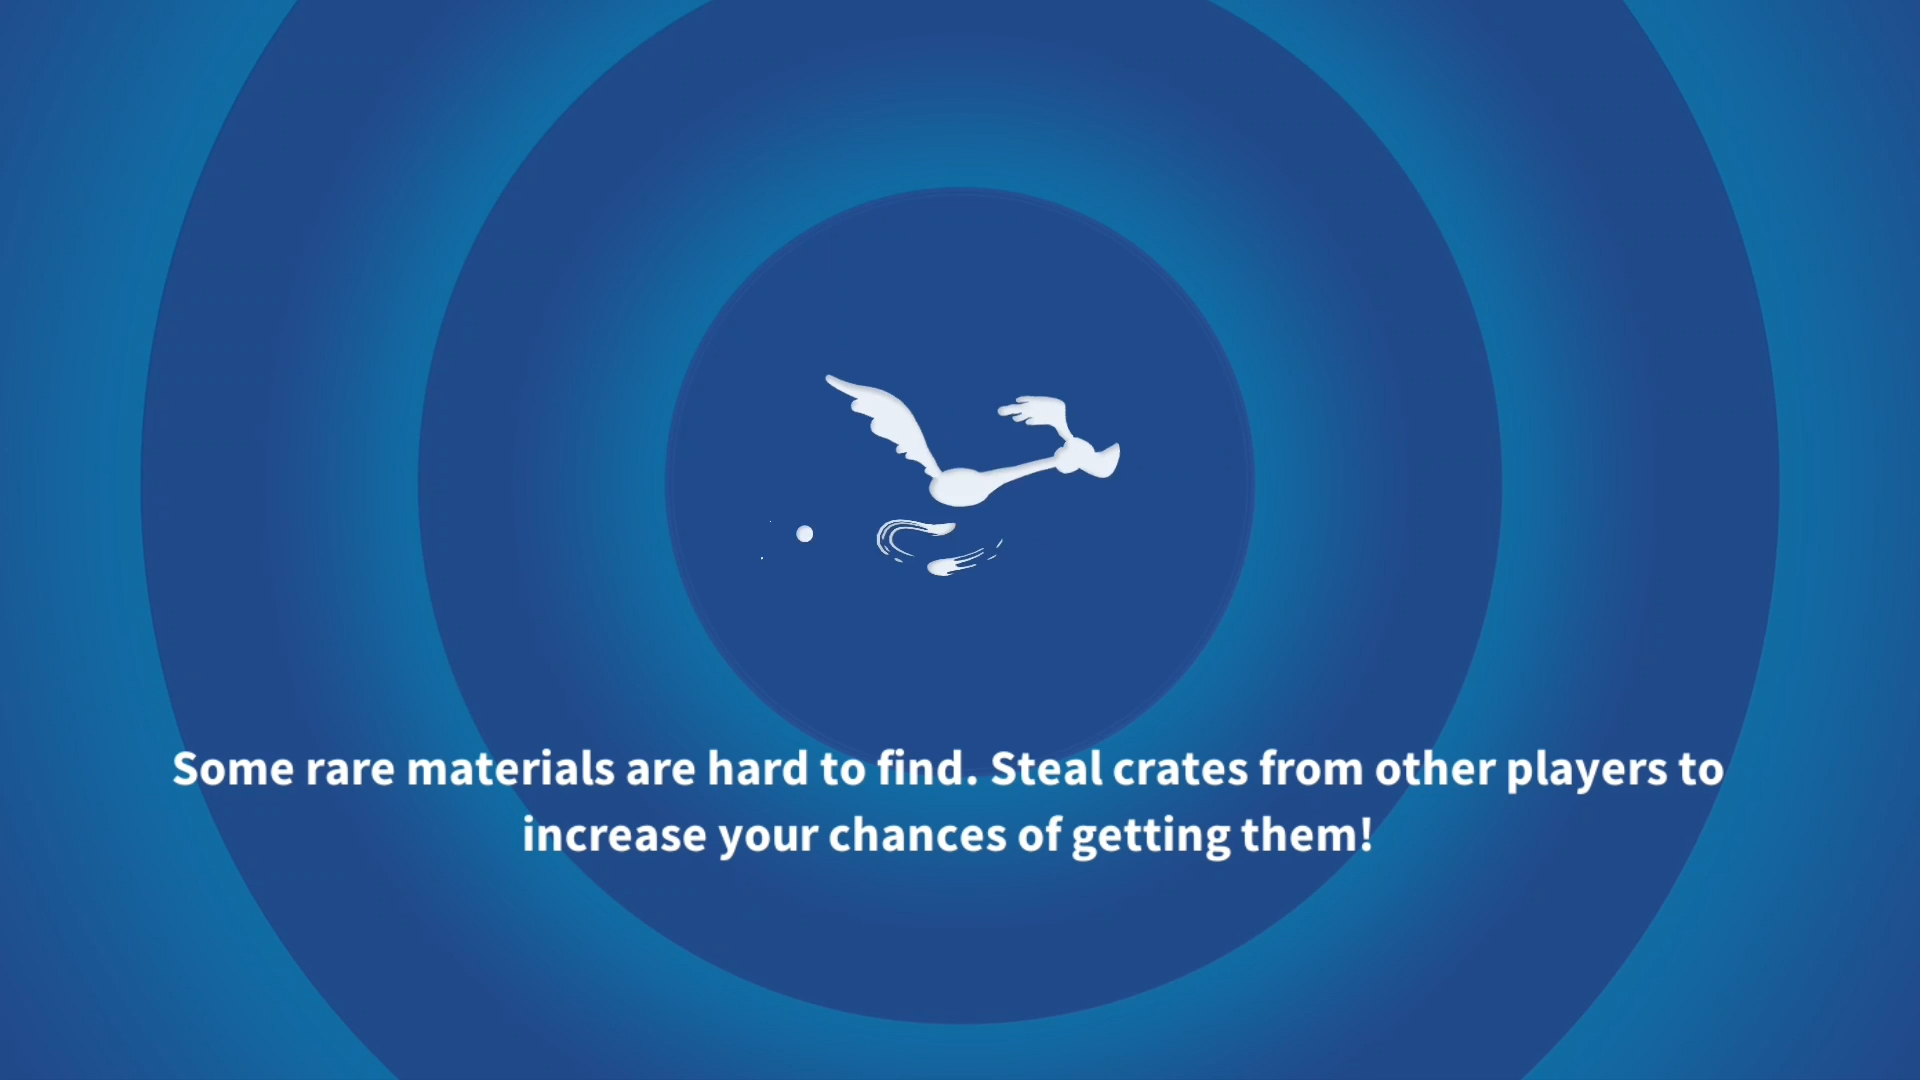 Some rare materials are hard to find. Steal crates from other players to
increase your chances of getting them!